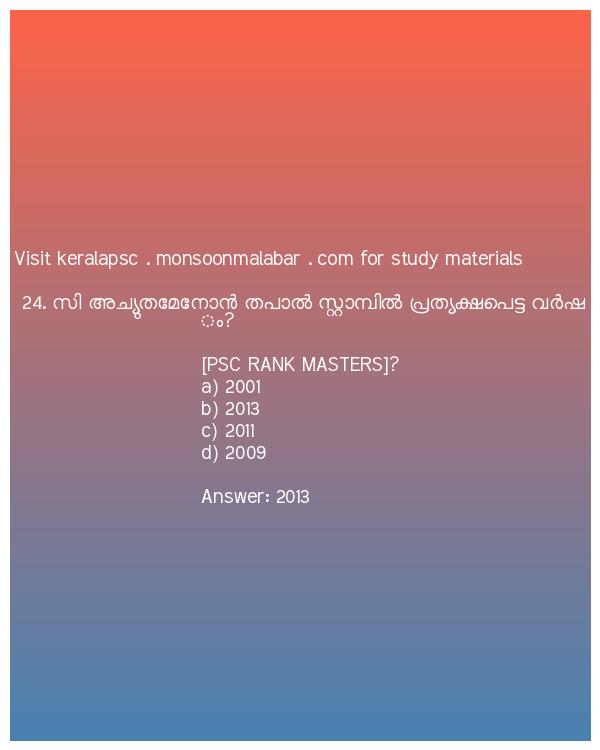 Visit keralapsc . monsoonmalabar . com for study materials
24. സി അച്യുതമേനോൻ തപാൽ സ്റ്റാമ്പിൽ പ്രത്യക്ഷപെട്ട വർഷ
ം?
[PSC RANK MASTERS]?
a) 2001
b) 2013
c) 2011
d) 2009
Answer: 2013